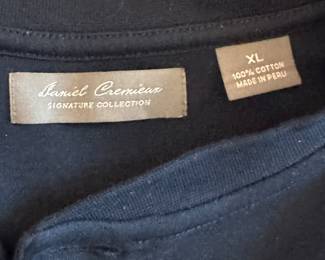 Daniel Cremieux
SIGNATURE COLLECTION
XL
100% COTTON
MADE IN PERU